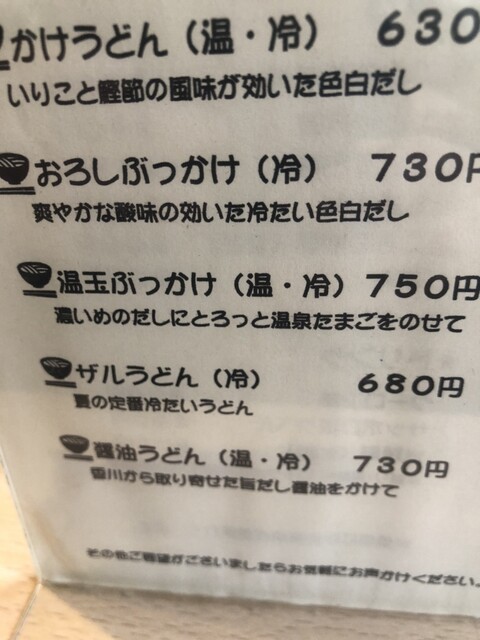 かけうどん（温・冷） 630
いりこと鰹節の風味が効いた色白だし
おろしぶっかけ（冷） 730円
爽やかな酸味の効いた冷たい色白だし
温玉ぶっかけ（温・冷） 750円
濃いめのだしにとろっと温泉たまごをのせて
ザルうどん（冷） 680円
夏の定番冷たいうどん
醤油うどん（温・冷） 730円
香川から取り寄せた旨だし醤油をかけて
その他ご要望がございましたらお気軽にお声かけください。